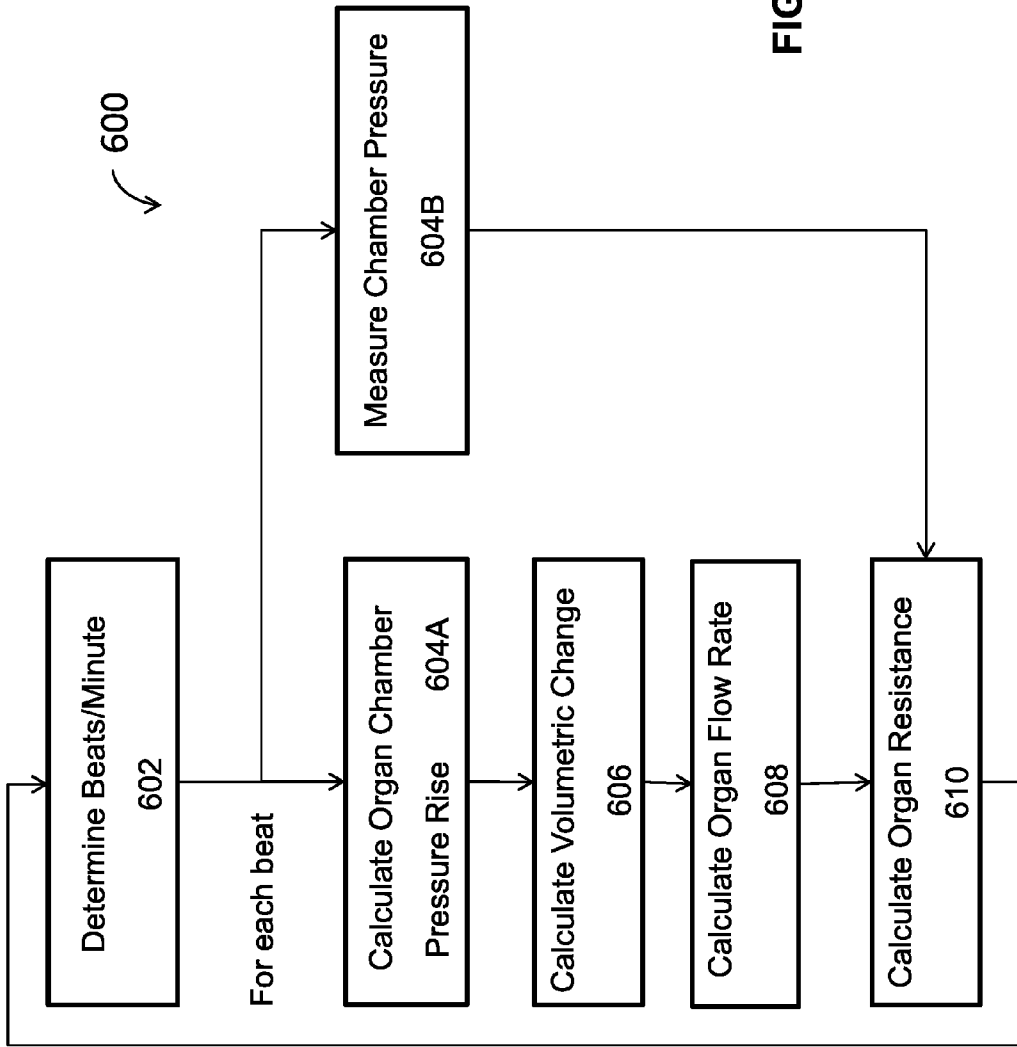 600
Determine Beats/Minute
602
For each beat
Calculate Organ Chamber
Pressure Rise 604A
Measure Chamber Pressure
604B
Calculate Volumetric Change
606
Calculate Organ Flow Rate
608
Calculate Organ Resistance
610
FIG